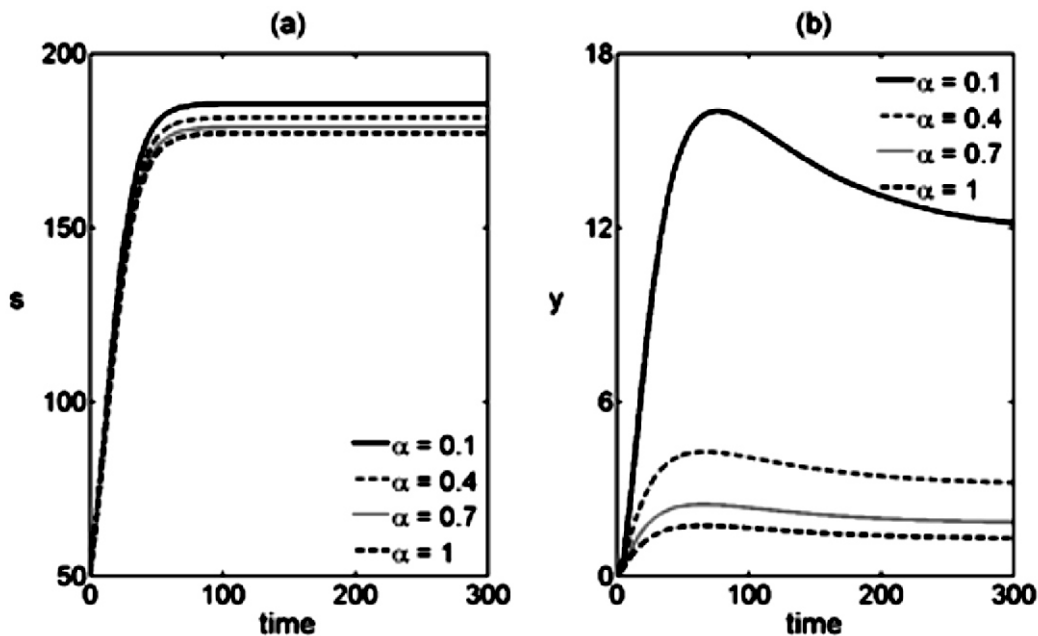 (a)
200
150
100
50
s
α = 0.1
α = 0.4
α = 0.7
α = 1
0
100
200
300
time
(b)
18
12
6
0
y
α = 0.1
α = 0.4
α = 0.7
α = 1
0
100
200
300
time